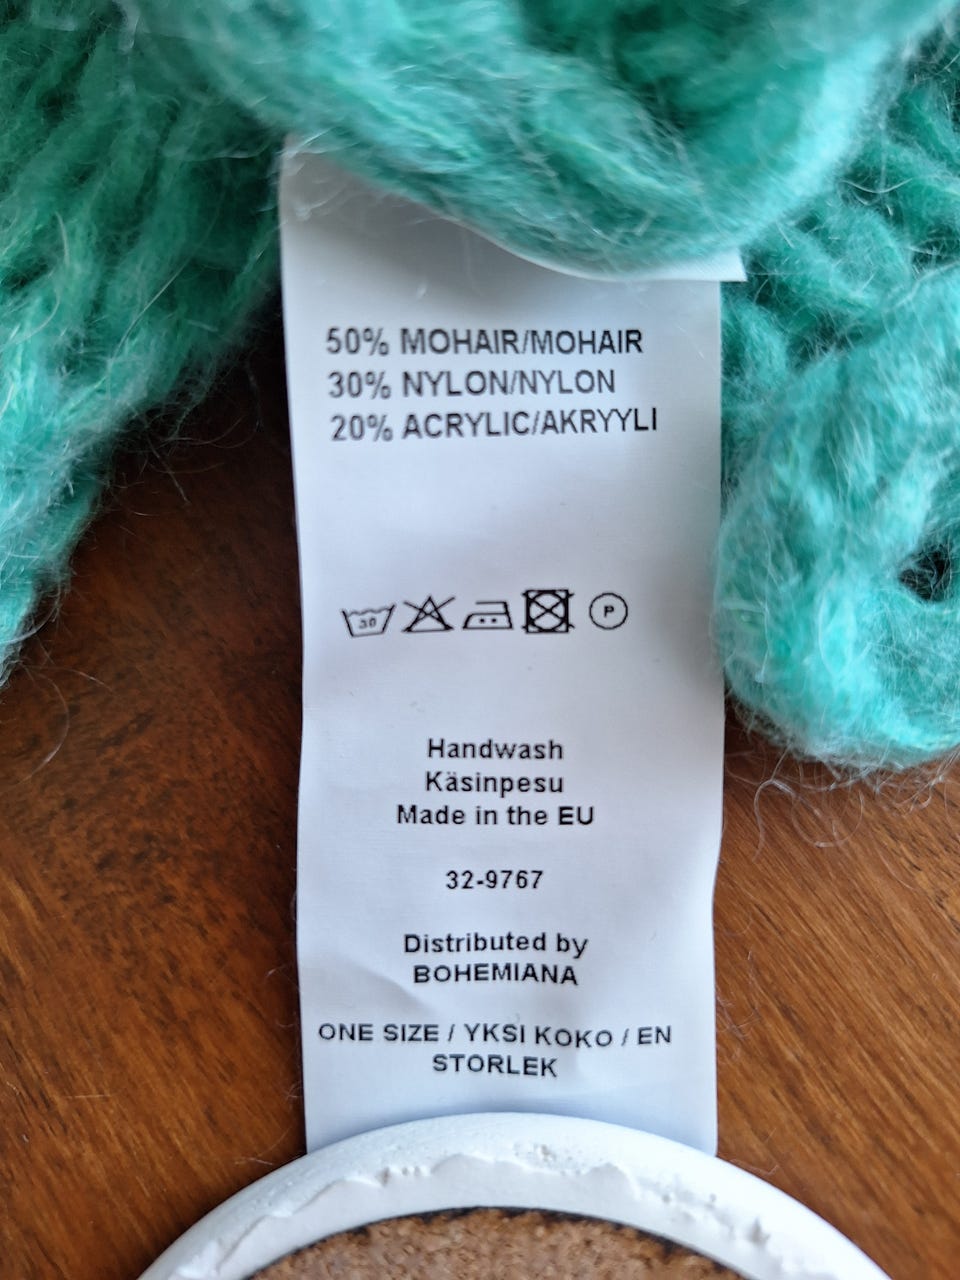 50% MOHAIR/MOHAIR
30% NYLON/NYLON
20% ACRYLIC/AKRYYLI
30
P
Handwash
Käsinpesu
Made in the EU
32-9767
Distributed by
BOHEMIANA
ONE SIZE / YKSI KOKO / EN
STORLEK